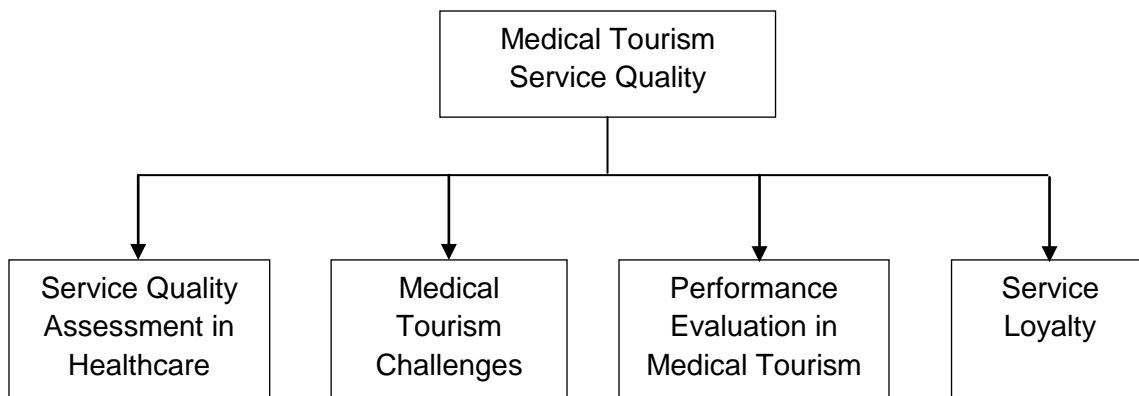 Medical Tourism
Service Quality
Service Quality
Assessment in
Healthcare
Medical
Tourism
Challenges
Performance
Evaluation in
Medical Tourism
Service
Loyalty